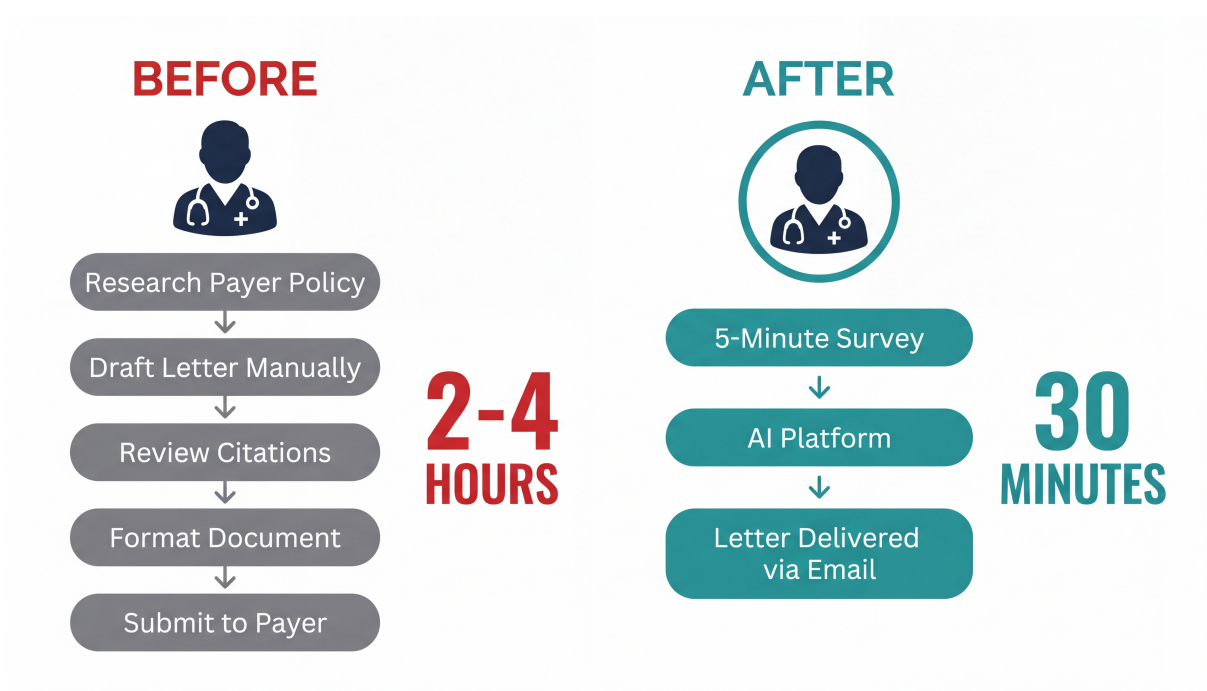 BEFORE
Research Payer Policy
Draft Letter Manually
Review Citations
Format Document
Submit to Payer
2-4
HOURS
AFTER
5-Minute Survey
AI Platform
Letter Delivered
via Email
30
MINUTES